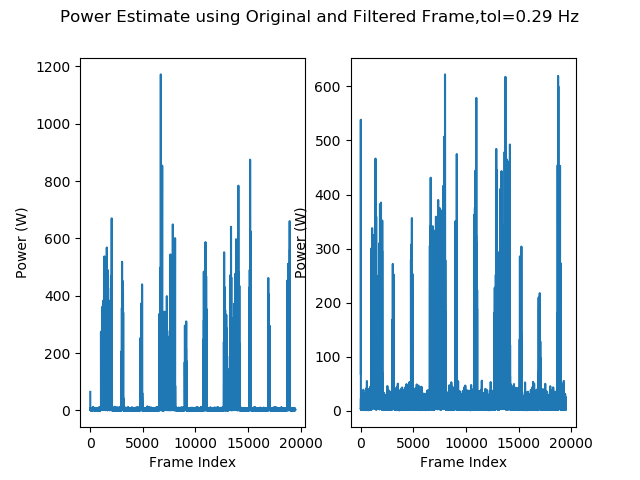 Power Estimate using Original and Filtered Frame,tol=0.29 Hz
1200
1000
800
600
400
200
0
Power (W)
0 5000 10000 15000 20000
Frame Index
600
500
400
300
200
100
0
Power (W)
0 5000 10000 15000 20000
Frame Index